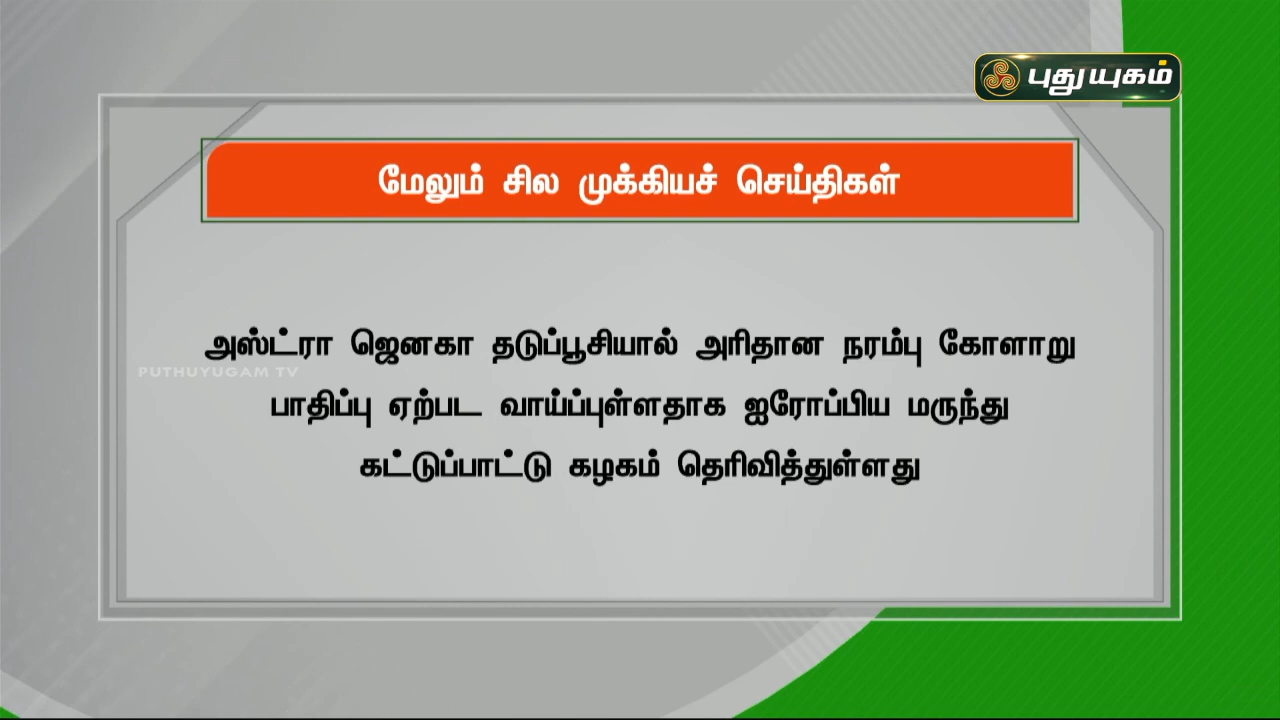 புதுயுகம்
மேலும் சில முக்கியச் செய்திகள்
அஸ்ட்ரா ஜெனகா தடுப்பூசியால் அரிதான நரம்பு கோளாறு
PUTHUYUGAM TV
பாதிப்பு ஏற்பட வாய்ப்புள்ளதாக ஐரோப்பிய மருந்து
கட்டுப்பாட்டு கழகம் தெரிவித்துள்ளது